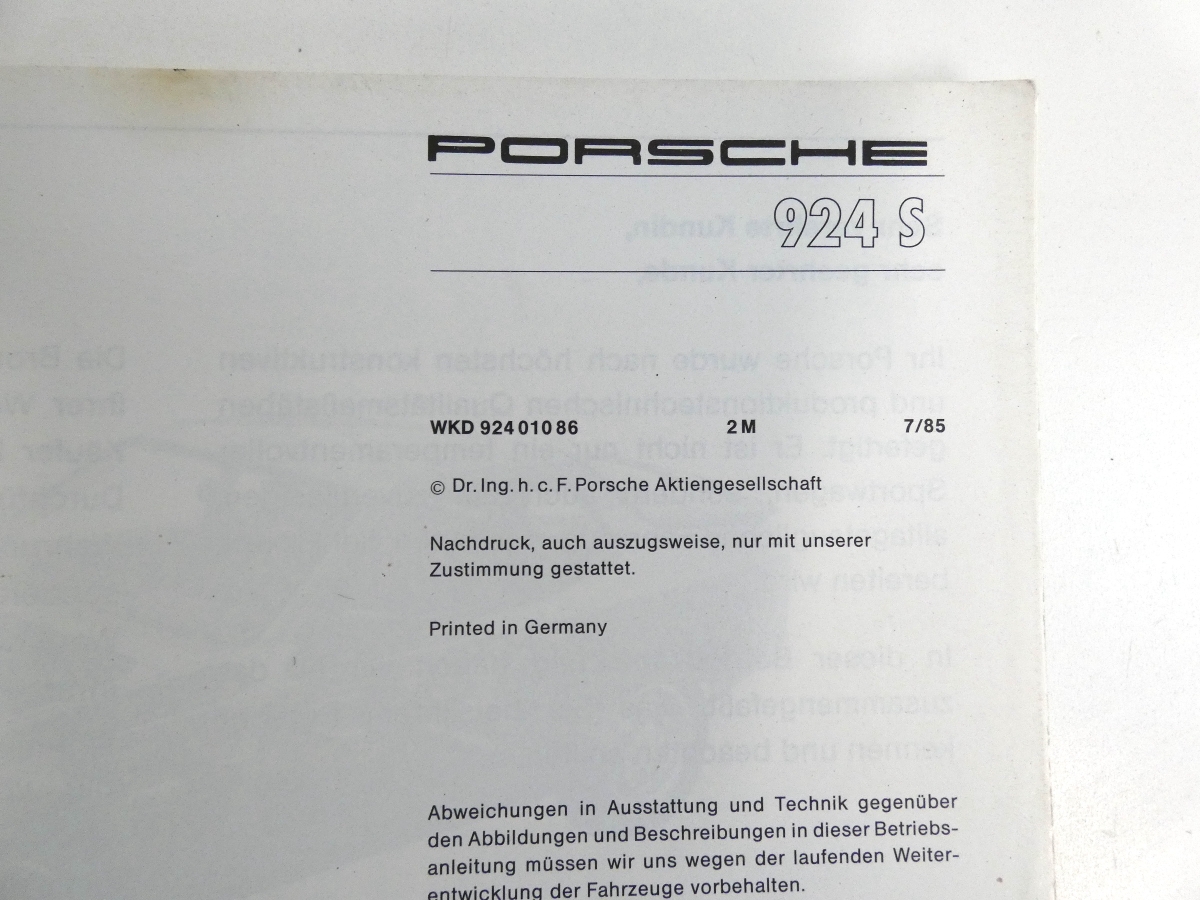 PORSCHE
924 S
WKD 924 010 86 2 M 7/85
© Dr. Ing. h. c. F. Porsche Aktiengesellschaft
Nachdruck, auch auszugsweise, nur mit unserer
Zustimmung gestattet.
Printed in Germany
Abweichungen in Ausstattung und Technik gegenüber
den Abbildungen und Beschreibungen in dieser Betriebs-
anleitung müssen wir uns wegen der laufenden Weiter-
entwicklung der Fahrzeuge vorbehalten.